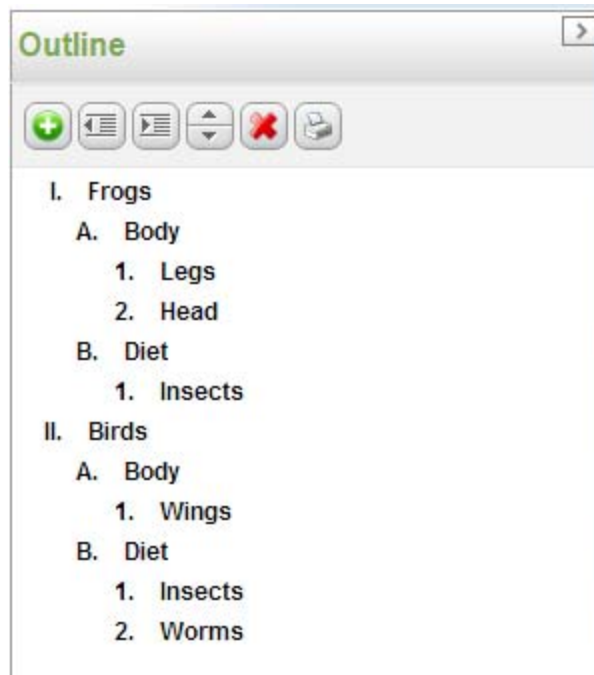 Outline
I. Frogs
A. Body
1. Legs
2. Head
B. Diet
1. Insects
II. Birds
A. Body
1. Wings
B. Diet
1. Insects
2. Worms